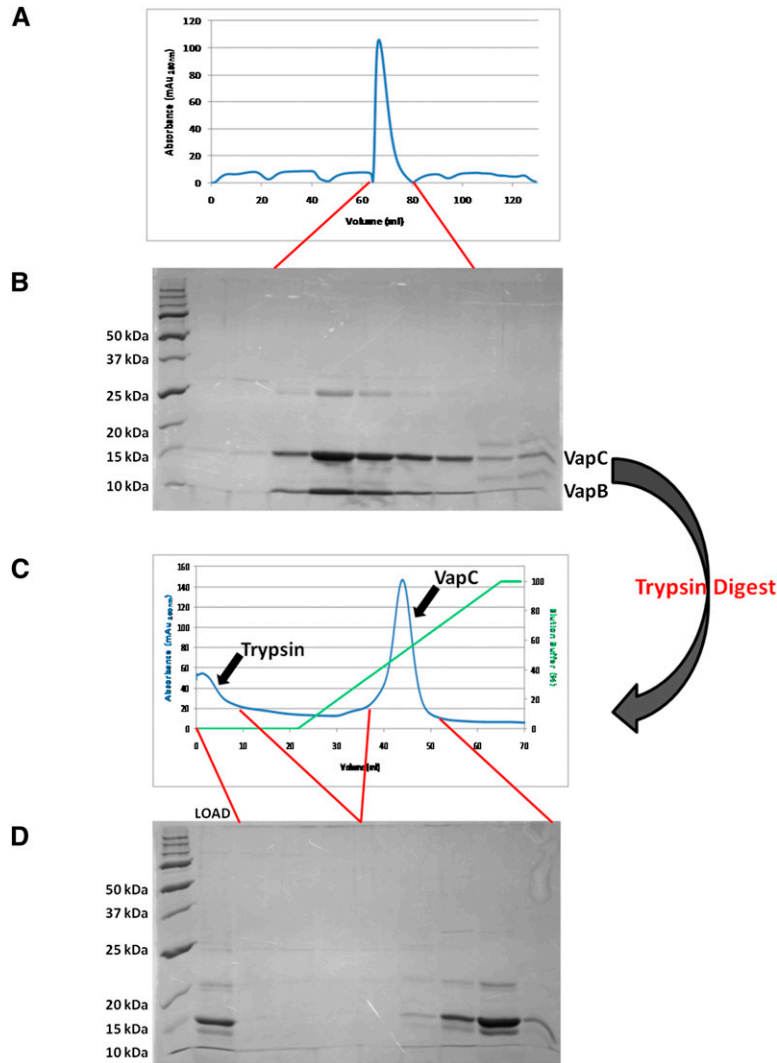 A
120
100
80
60
40
20
0
Absorbance (mAu 280nm)
0 20 40 60 80 100 120
Volume (ml)
B
50 kDa
37 kDa
25 kDa
20 kDa
15 kDa
10 kDa
VapC
VapB
Trypsin Digest
C
160
140
120
100
80
60
40
20
0
Absorbance (mAu 280nm)
Trypsin
VapC
100
80
60
40
20
0
Elution Buffer (%)
0 10 20 30 40 50 60 70
Volume (ml)
LOAD
D
50 kDa
37 kDa
25 kDa
20 kDa
15 kDa
10 kDa